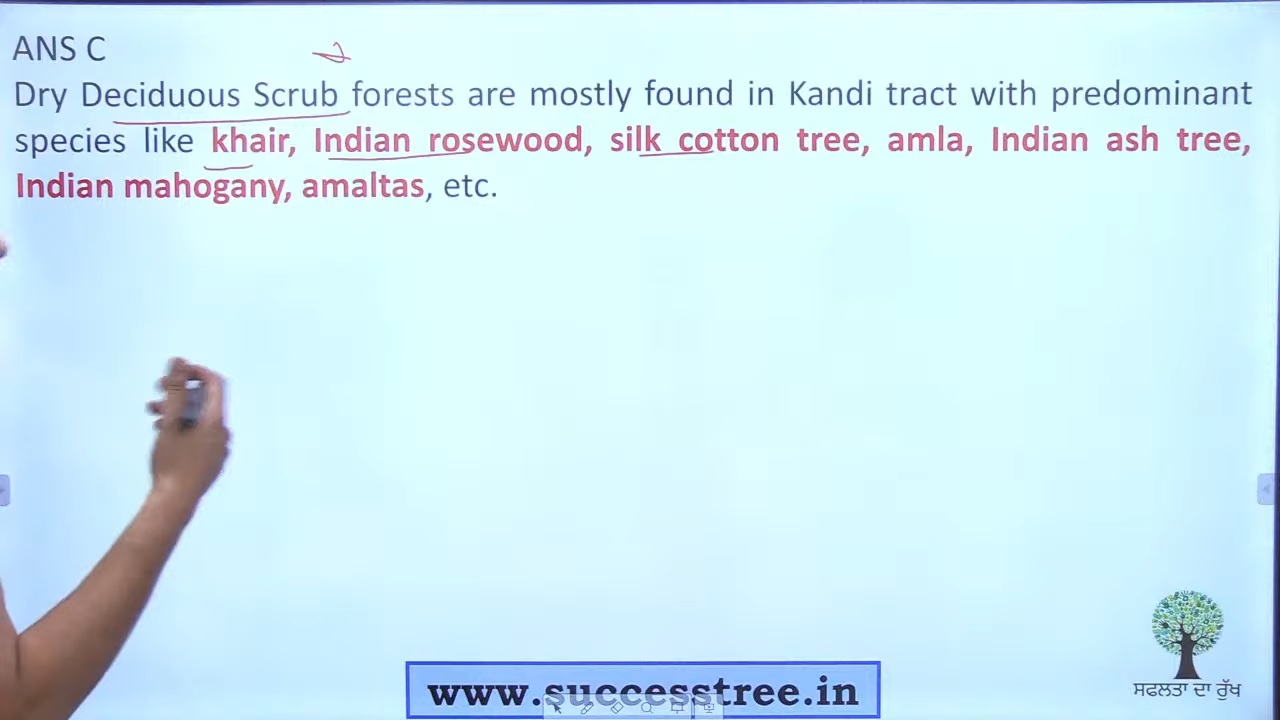 ANS C
Dry Deciduous Scrub forests are mostly found in Kandi tract with predominant
species like khair, Indian rosewood, silk cotton tree, amla, Indian ash tree,
Indian mahogany, amaltas, etc.
ਸਫਲਤਾ ਦਾ ਰੁੱਖ
www.successtree.in